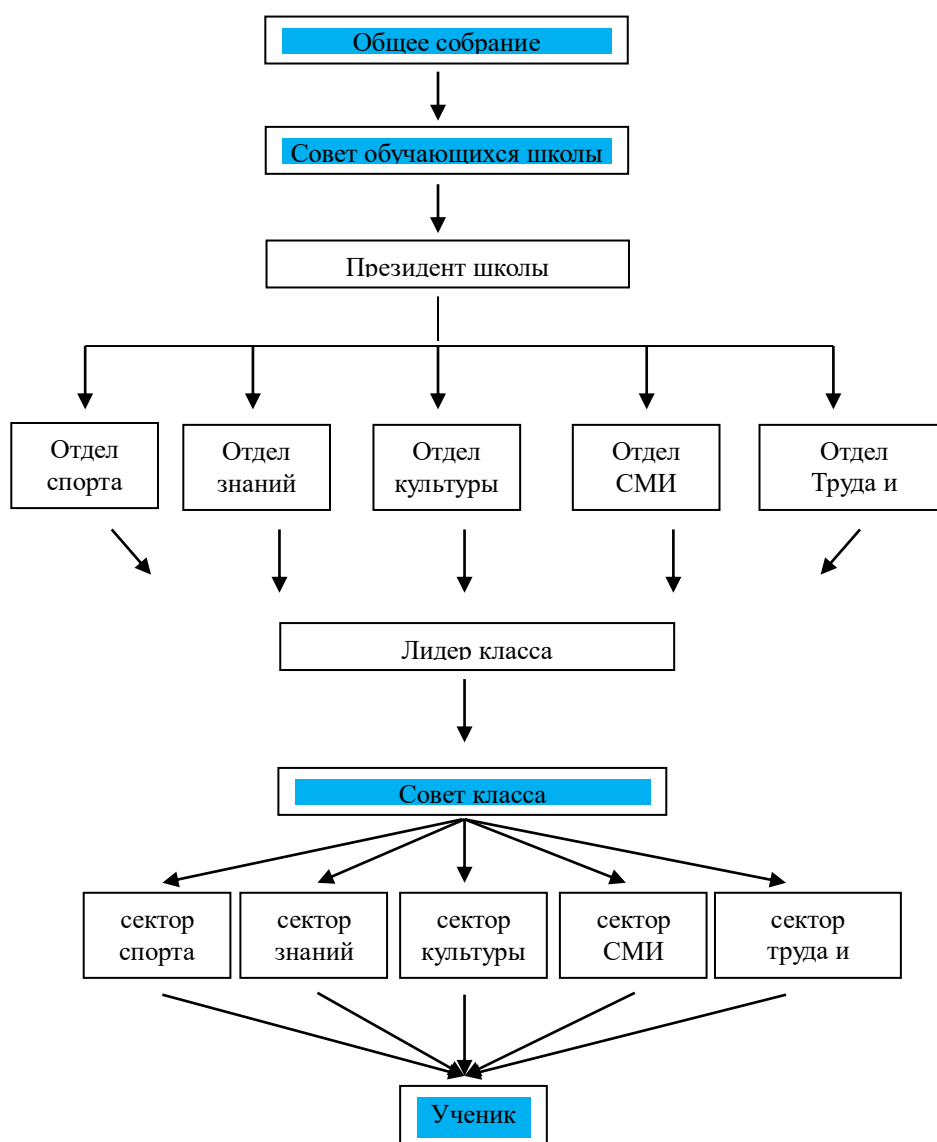 Общее собрание
Совет обучающихся школы
Президент школы
Отдел
спорта
Отдел
знаний
Отдел
культуры
Отдел
СМИ
Отдел
Труда и
Лидер класса
Совет класса
сектор
спорта
сектор
знаний
сектор
культуры
сектор
СМИ
сектор
труда и
Ученик